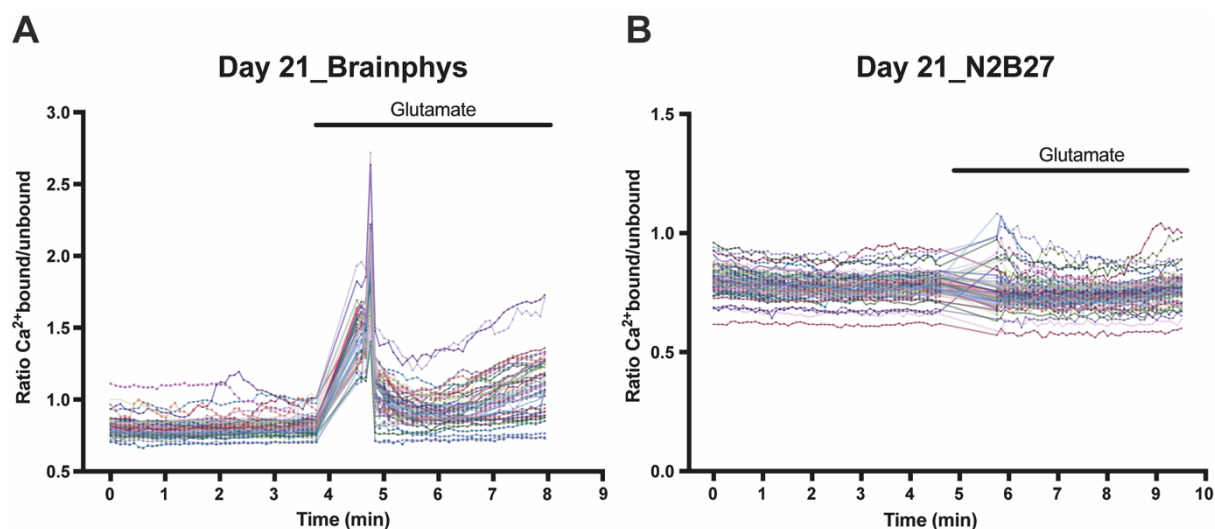 A
Day 21_Brainphys
Glutamate
Ratio Ca²⁺bound/unbound
3.0
2.5
2.0
1.5
1.0
0.5
0 1 2 3 4 5 6 7 8 9
Time (min)
B
Day 21_N2B27
Glutamate
Ratio Ca²⁺bound/unbound
1.5
1.0
0.5
0.0
0 1 2 3 4 5 6 7 8 9 10
Time (min)